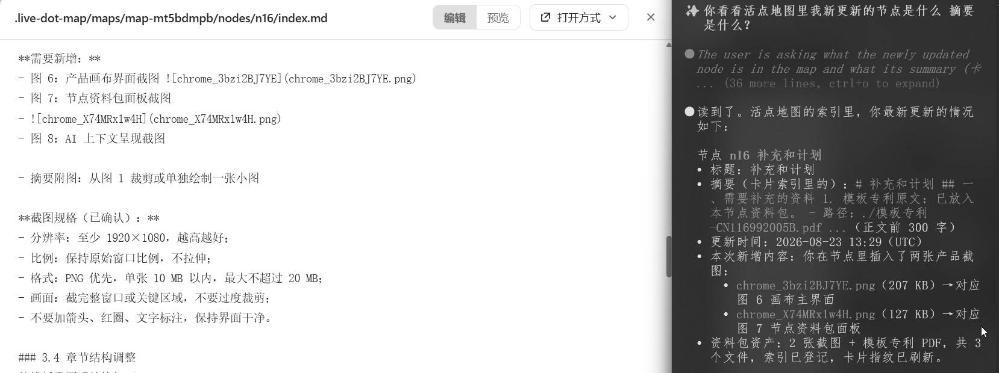 .live-dot-map/maps/map-mt5bdmpb/nodes/n16/index.md
编辑
预览
打开方式
**需要新增：**
- 图 6：产品画布界面截图 ![chrome_3bzi2BJ7YE](chrome_3bzi2BJ7YE.png)
- 图 7：节点资料包面板截图
- ![chrome_X74MRx1w4H](chrome_X74MRx1w4H.png)
- 图 8：AI 上下文呈现截图
- 摘要附图：从图 1 裁剪或单独绘制一张小图
**截图规格（已确认）：**
- 分辨率：至少 1920×1080，越高越好；
- 比例：保持原始窗口比例，不拉伸；
- 格式：PNG 优先，单张 10 MB 以内，最大不超过 20 MB；
- 画面：截完整窗口或关键区域，不要过度裁剪；
- 不要加箭头、红圈、文字标注，保持界面干净。
### 3.4 章节结构调整
你看看活点地图里我新更新的节点是什么 摘要
是什么？
The user is asking what the newly updated
node is in the map and what its summary (卡
... (36 more lines, ctrl+o to expand)
读到了。活点地图的索引里，你最新更新的情况
如下：
节点 n16 补充和计划
• 标题：补充和计划
• 摘要（卡片索引里的）：# 补充和计划 ## 一
、需要补充的资料 1. 模板专利原文：已放入
本节点资料包。 - 路径：./模板专利
-CN116992005B.pdf ...（正文前 300 字）
• 更新时间：2026-08-23 13:29（UTC）
• 本次新增内容：你在节点里插入了两张产品截
图：
• chrome_3bzi2BJ7YE.png（207 KB）→对应
图 6 画布主界面
• chrome_X74MRx1w4H.png（127 KB）→对应
图 7 节点资料包面板
• 资料包资产：2 张截图 + 模板专利 PDF，共 3
个文件，索引已登记，卡片指纹已刷新。